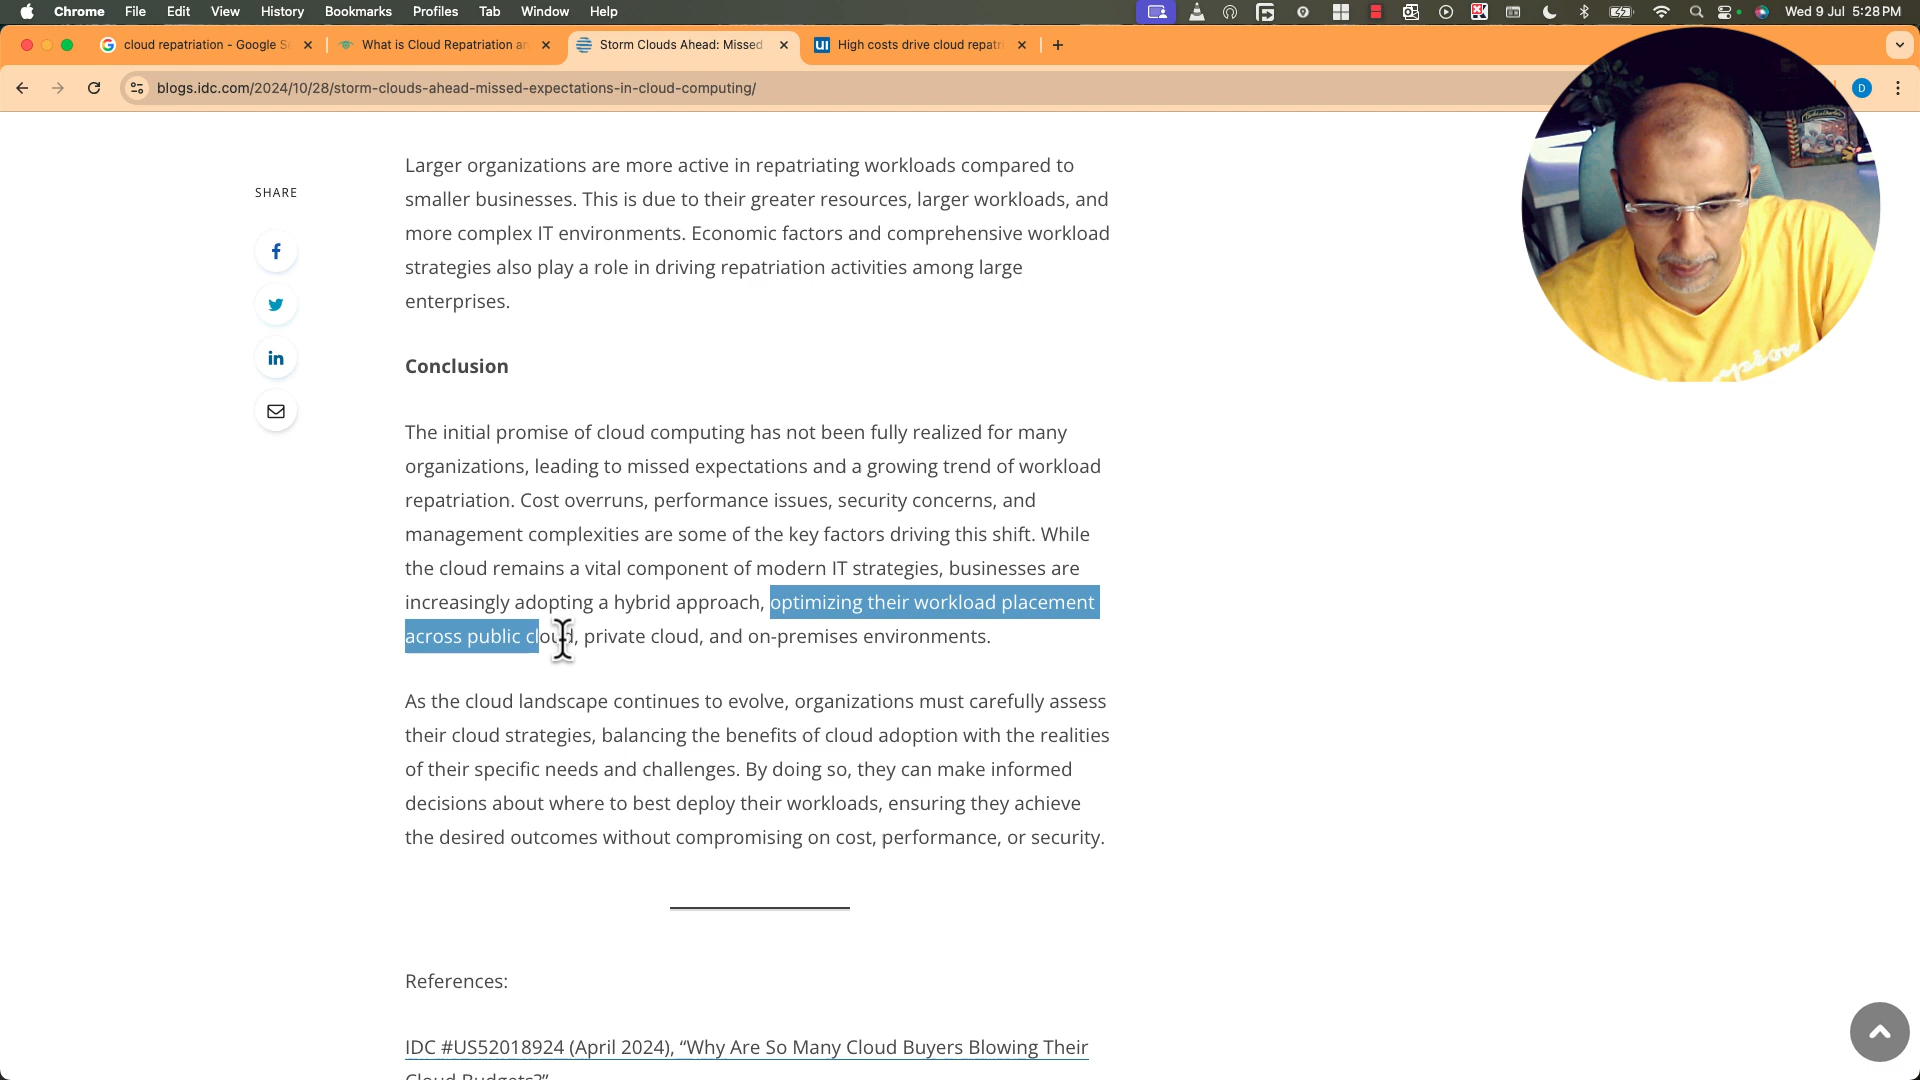 Chrome File Edit View History Bookmarks Profiles Tab Window Help Wed 9 Jul 5:28 PM
cloud repatriation - Google S
What is Cloud Repatriation an
Storm Clouds Ahead: Missed
ui High costs drive cloud repatri
blogs.idc.com/2024/10/28/storm-clouds-ahead-missed-expectations-in-cloud-computing/
D
SHARE
Larger organizations are more active in repatriating workloads compared to
smaller businesses. This is due to their greater resources, larger workloads, and
more complex IT environments. Economic factors and comprehensive workload
strategies also play a role in driving repatriation activities among large
enterprises.
Conclusion
The initial promise of cloud computing has not been fully realized for many
organizations, leading to missed expectations and a growing trend of workload
repatriation. Cost overruns, performance issues, security concerns, and
management complexities are some of the key factors driving this shift. While
the cloud remains a vital component of modern IT strategies, businesses are
increasingly adopting a hybrid approach, optimizing their workload placement
across public cloud, private cloud, and on-premises environments.
As the cloud landscape continues to evolve, organizations must carefully assess
their cloud strategies, balancing the benefits of cloud adoption with the realities
of their specific needs and challenges. By doing so, they can make informed
decisions about where to best deploy their workloads, ensuring they achieve
the desired outcomes without compromising on cost, performance, or security.
References:
IDC #US52018924 (April 2024), “Why Are So Many Cloud Buyers Blowing Their
Cloud Budgets?”